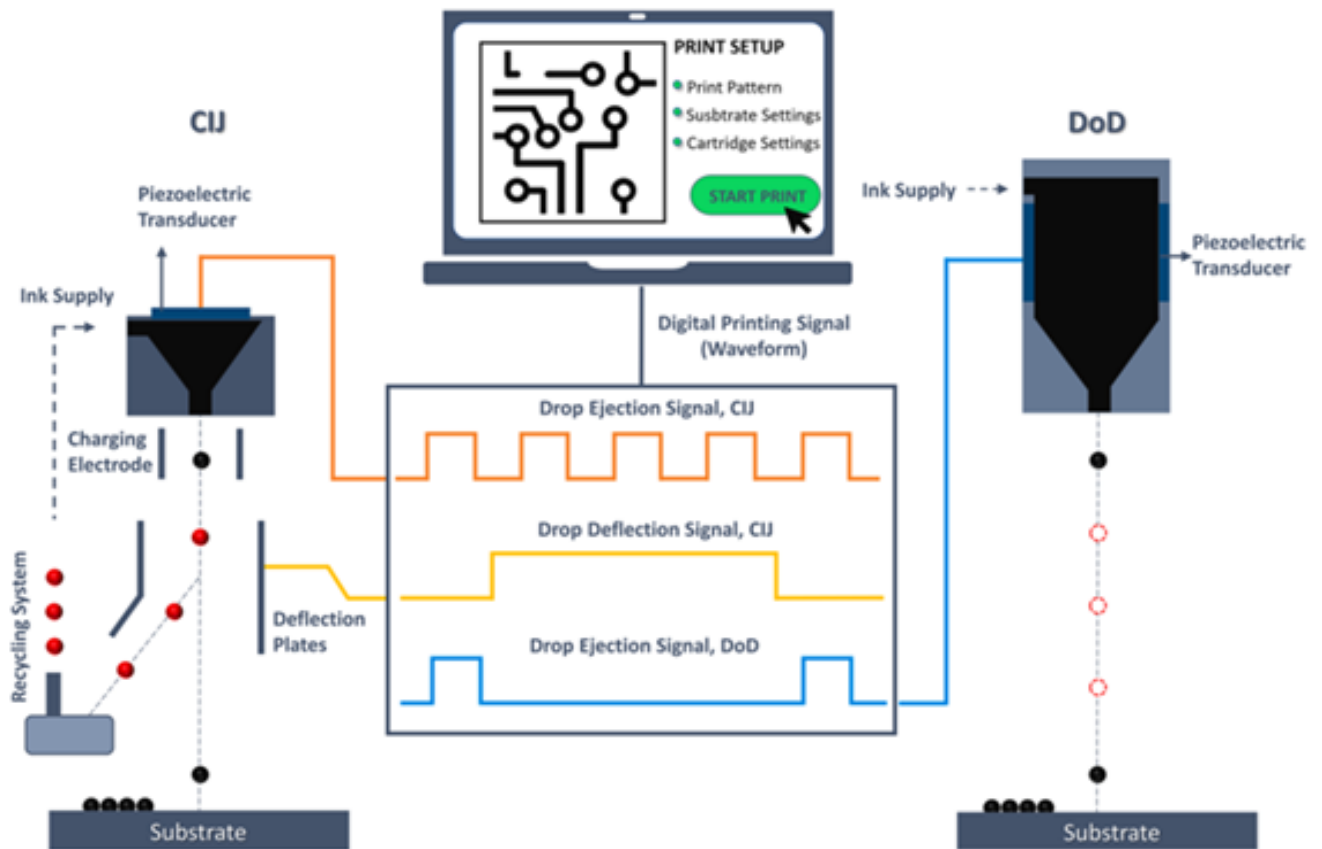 PRINT SETUP
Print Pattern
Susbtrate Settings
Cartridge Settings
START PRINT
CIJ
DoD
Piezoelectric
Transducer
Ink Supply
Ink Supply
Piezoelectric
Transducer
Digital Printing Signal
(Waveform)
Charging
Electrode
Drop Ejection Signal, CIJ
Drop Deflection Signal, CIJ
Drop Ejection Signal, DoD
Recycling System
Deflection
Plates
Substrate
Substrate